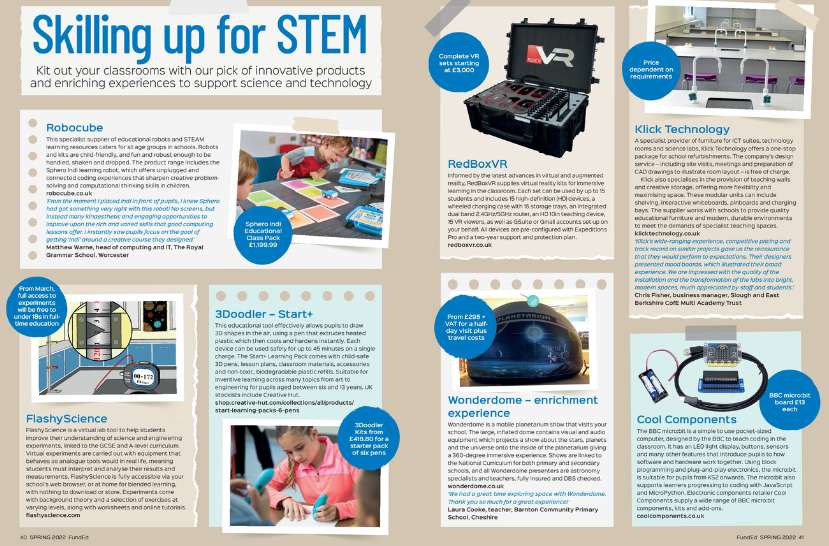 Skilling up for STEM
Kit out your classrooms with our pick of innovative products
and enriching experiences to support science and technology
Robocube
This specialist supplier of educational robots and STEAM
learning resources caters for all age groups in schools. Robots
and kits are child-friendly, and fun and robust enough to be
handled, shaken and dropped. The product range includes the
Sphero Indi learning robot, which offers unplugged and
connected coding experiences that sharpen creative problem-
solving and computational thinking skills in children.
robocube.co.uk
'From the moment I placed Indi in front of pupils, I knew Sphero
had got something very right with this robot! No screens, but
instead many kinaesthetic and engaging opportunities to
improve upon the rich and varied skills that good computing
lessons offer. I instantly saw pupils focus on the goal of
getting 'Indi' around a creative course they designed.'
Matthew Warne, head of computing and IT, The Royal
Grammar School, Worcester
Sphero Indi
Educational
Class Pack
£1,199.99
From March,
full access to
experiments
will be free to
under 18s in full-
time education
00-172
FlashyScience
FlashyScience is a virtual lab tool to help students
improve their understanding of science and engineering
experiments, linked to the GCSE and A-level curriculum.
Virtual experiments are carried out with equipment that
behaves as analogue tools would in real life, meaning
students must interpret and analyse their results and
measurements. FlashyScience is fully accessible via your
school's web browser, or at home for blended learning,
with nothing to download or store. Experiments come
with background theory and a selection of exercises at
varying levels, along with worksheets and online tutorials.
flashyscience.com
3Doodler – Start+
This educational tool effectively allows pupils to draw
3D shapes in the air, using a pen that extrudes heated
plastic which then cools and hardens instantly. Each
device can be used safely for up to 45 minutes on a single
charge. The Start+ Learning Pack comes with child-safe
3D pens, lesson plans, classroom materials, accessories
and non-toxic, biodegradable plastic refills. Suitable for
inventive learning across many topics from art to
engineering for pupils aged between six and 13 years. UK
stockists include Creative Hut.
shop.creative-hut.com/collections/all/products/
start-learning-packs-6-pens
3Doodler
Kits from
£418.80 for a
starter pack
of six pens
40 SPRING 2022 FundEd
Complete VR
sets starting
at £3,000
VR
RedBoxVR
Informed by the latest advances in virtual and augmented
reality, RedBoxVR supplies virtual reality kits for immersive
learning in the classroom. Each set can be used by up to 15
students and includes 15 high-definition (HD) devices, a
wheeled charging case with 15 storage trays, an integrated
dual band 2.4GHz/5GHz router, an HD 10in teaching device,
15 VR viewers, as well as GSuite or Gmail accounts set up on
your behalf. All devices are pre-configured with Expeditions
Pro and a two-year support and protection plan.
redboxvr.co.uk
From £295 +
VAT for a half-
day visit plus
travel costs
PLANETARIUM
Wonderdome – enrichment
experience
Wonderdome is a mobile planetarium show that visits your
school. The large, inflated dome contains visual and audio
equipment which projects a show about the stars, planets
and the universe onto the inside of the planetarium giving
a 360-degree immersive experience. Shows are linked to
the National Curriculum for both primary and secondary
schools, and all Wonderdome presenters are astronomy
specialists and teachers, fully insured and DBS checked.
wonderdome.co.uk
'We had a great time exploring space with Wonderdome.
Thank you so much for a great experience!'
Laura Cooke, teacher, Barnton Community Primary
School, Cheshire
Price
dependent on
requirements
Klick Technology
A specialist provider of furniture for ICT suites, technology
rooms and science labs, Klick Technology offers a one-stop
package for school refurbishments. The company's design
service – including site visits, meetings and preparation of
CAD drawings to illustrate room layout – is free of charge.
Klick also specialises in the provision of teaching walls
and creative storage, offering more flexibility and
maximising space. These modular units can include
shelving, interactive whiteboards, pinboards and charging
bays. The supplier works with schools to provide quality
educational furniture and modern, durable environments
to meet the demands of specialist teaching spaces.
klicktechnology.co.uk
'Klick's wide-ranging experience, competitive pricing and
track record on similar projects gave us the reassurance
that they would perform to expectations. Their designers
presented mood boards, which illustrated their broad
experience. We are impressed with the quality of the
installation and the transformation of the labs into bright,
modern spaces, much appreciated by staff and students.'
Chris Fisher, business manager, Slough and East
Berkshire CofE Multi Academy Trust
BBC micro:bit
board £13
each
Cool Components
The BBC micro:bit is a simple to use pocket-sized
computer, designed by the BBC to teach coding in the
classroom. It has an LED light display, buttons, sensors
and many other features that introduce pupils to how
software and hardware work together. Using block
programming and plug-and-play electronics, the micro:bit
is suitable for pupils from KS2 onwards. The micro:bit also
supports learners progressing to coding with JavaScript
and MicroPython. Electronic components retailer Cool
Components supply a wide range of BBC micro:bit
components, kits and add-ons.
coolcomponents.co.uk
FundEd SPRING 2022 41